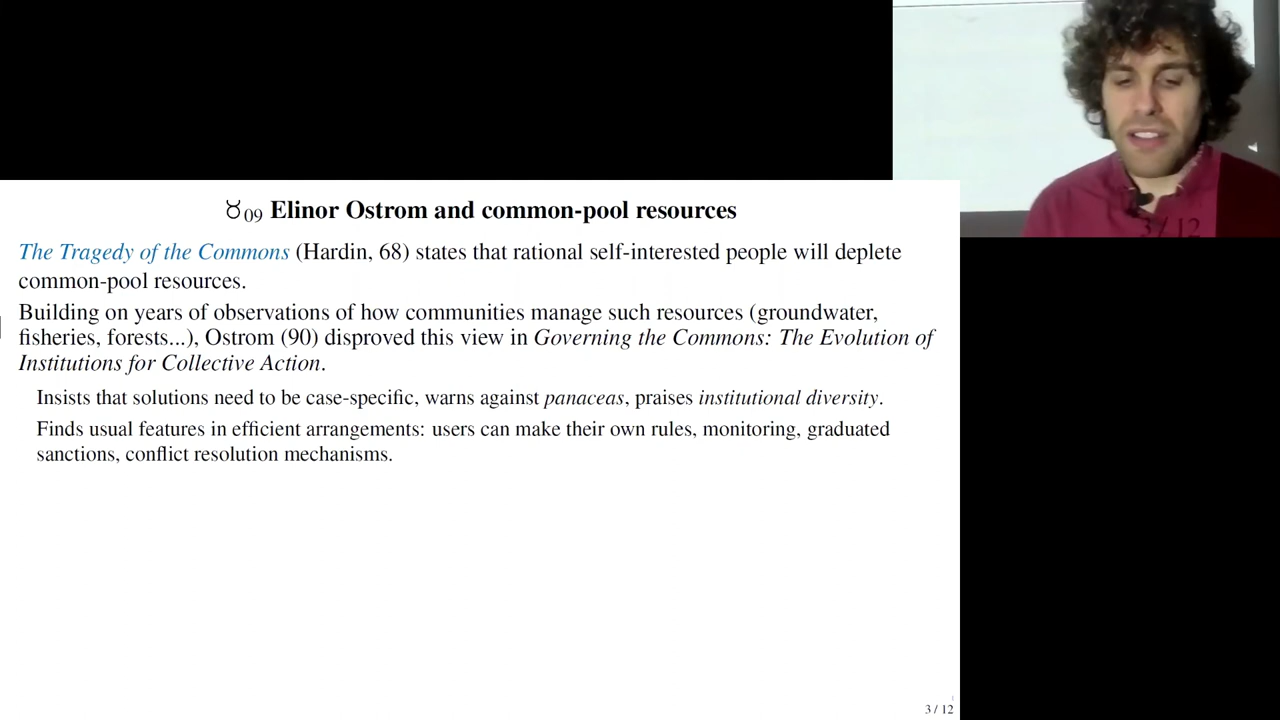 ♉09 Elinor Ostrom and common-pool resources
The Tragedy of the Commons (Hardin, 68) states that rational self-interested people will deplete
common-pool resources.
Building on years of observations of how communities manage such resources (groundwater,
fisheries, forests...), Ostrom (90) disproved this view in Governing the Commons: The Evolution of
Institutions for Collective Action.
Insists that solutions need to be case-specific, warns against panaceas, praises institutional diversity.
Finds usual features in efficient arrangements: users can make their own rules, monitoring, graduated
sanctions, conflict resolution mechanisms.
3 / 12
3 / 12